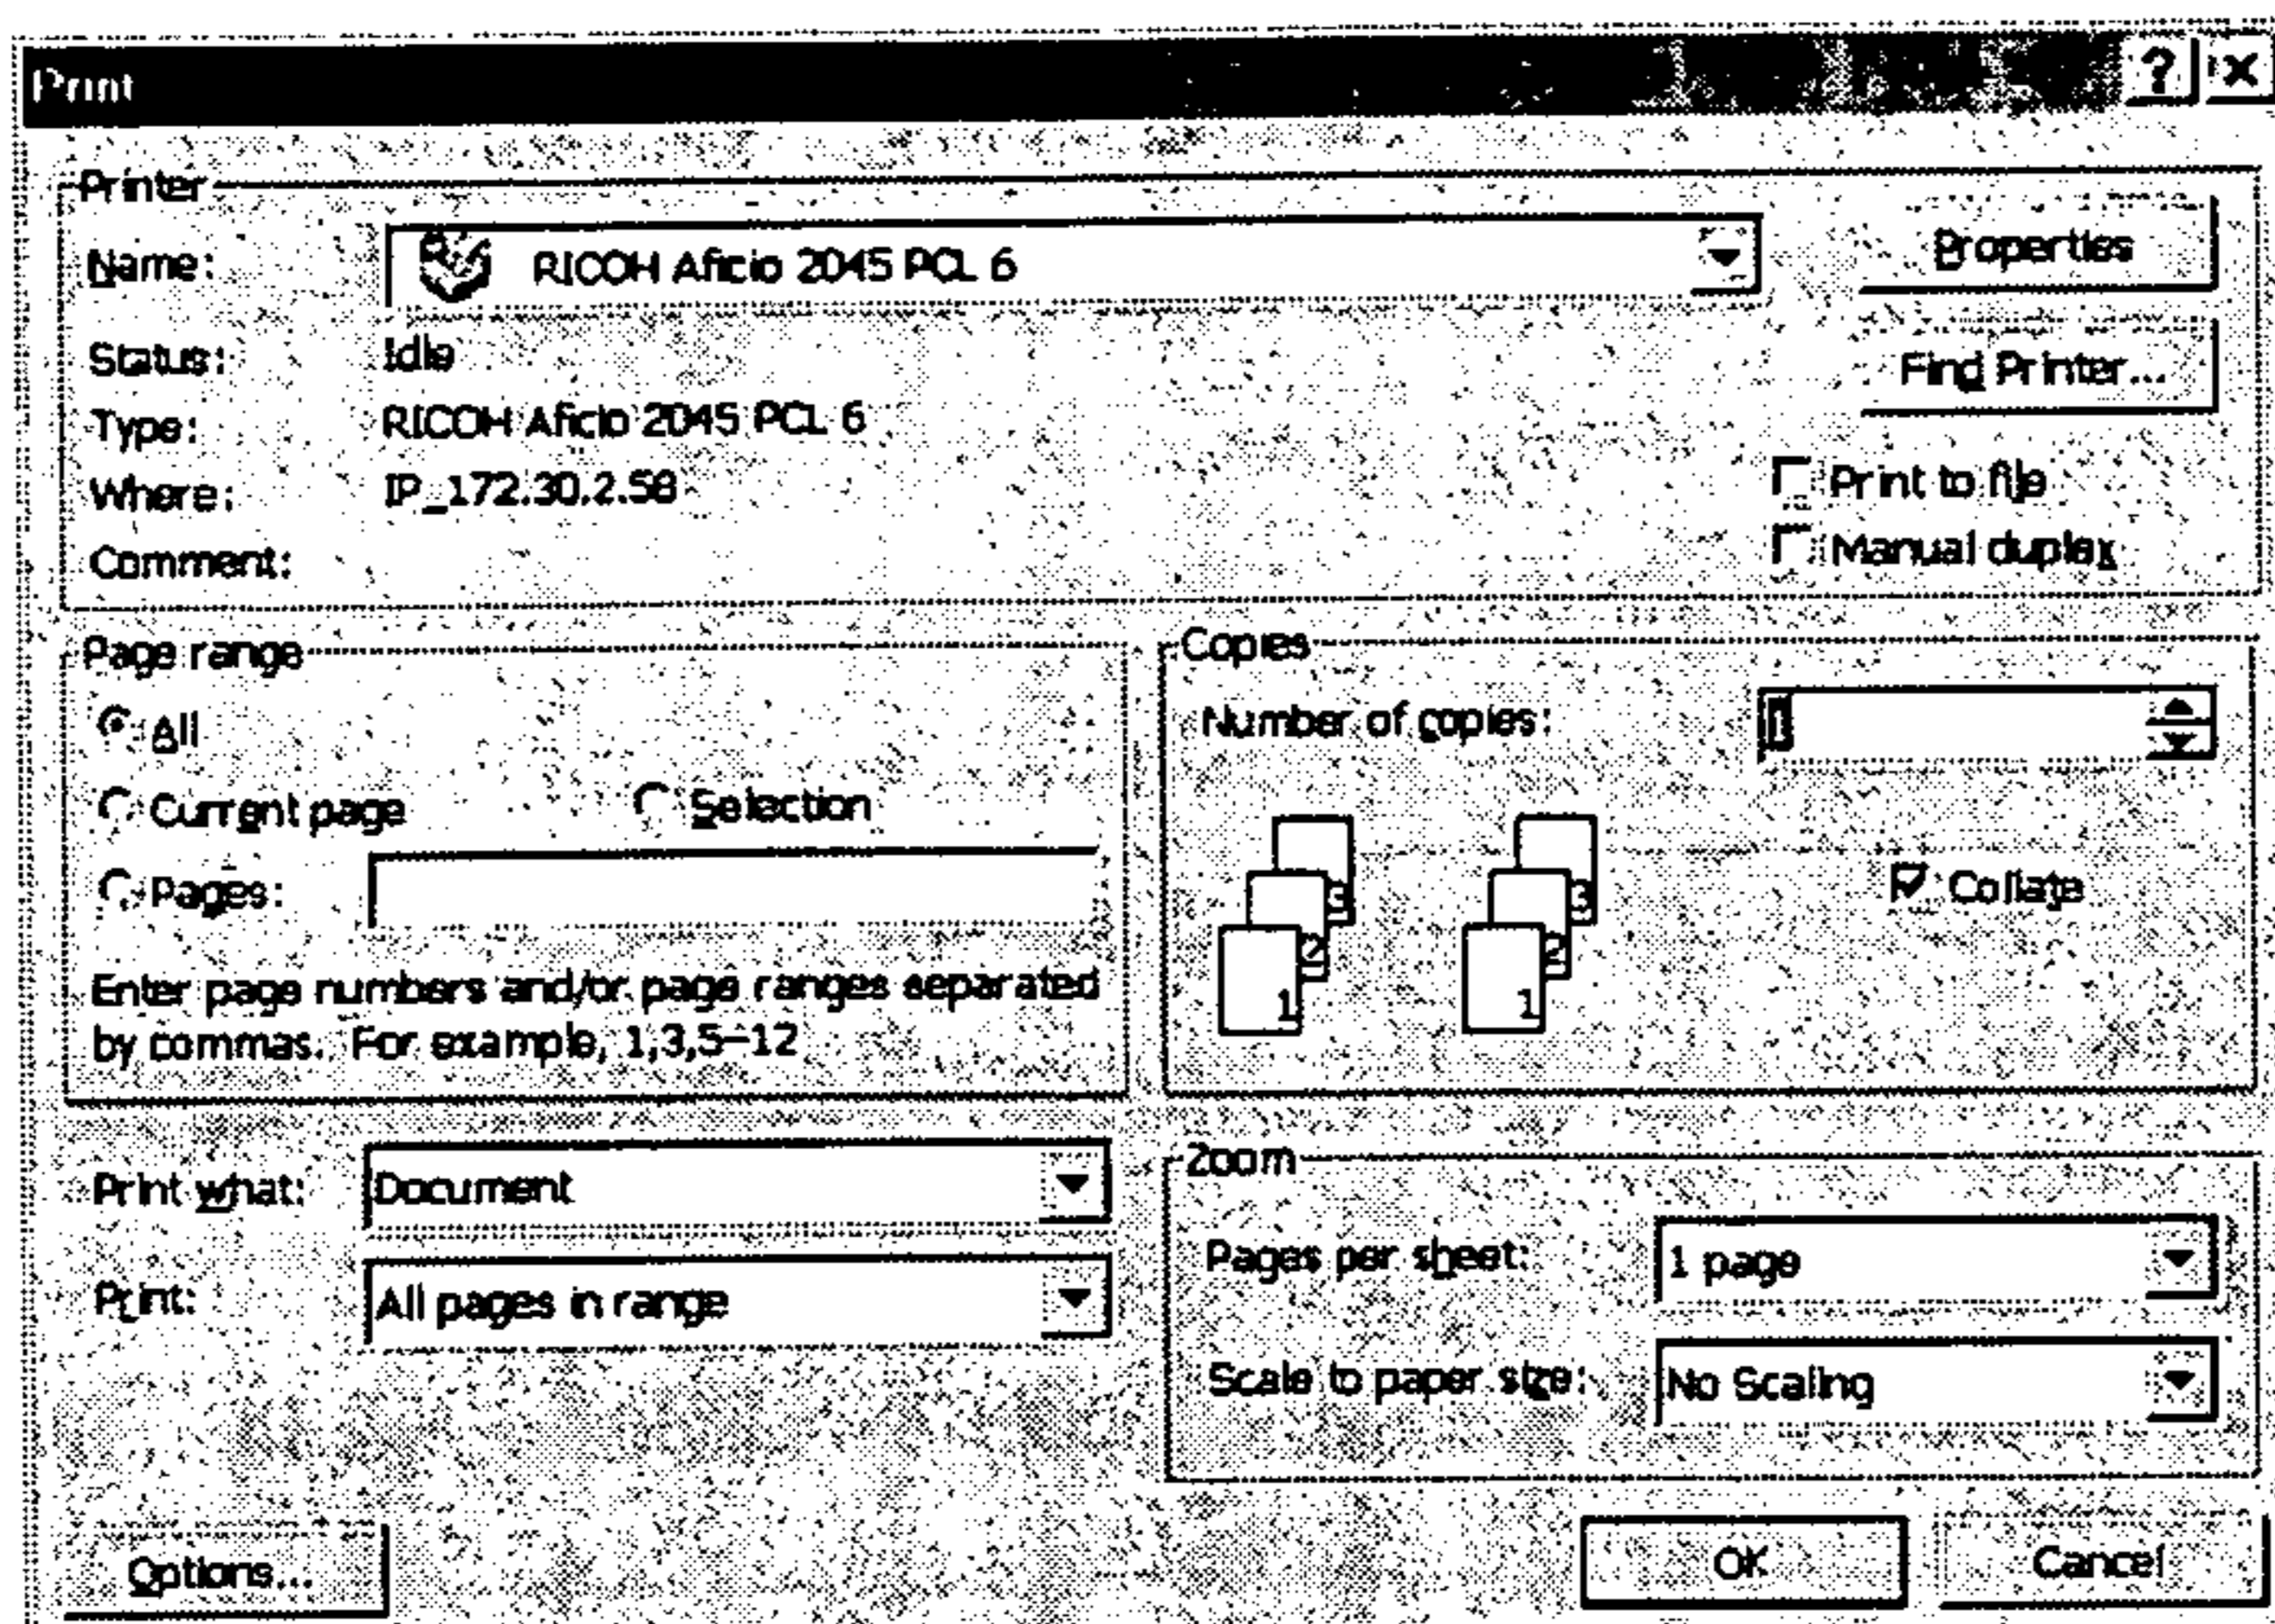 Print ? ×
Printer
Name: RICOH Aficio 2045 PCL 6 Properties
Status: Idle Find Printer...
Type: RICOH Aficio 2045 PCL 6
Where: IP_172.30.2.58 Print to file
Comment: Manual duplex
Page range
All
Current page Selection
Pages:
Enter page numbers and/or page ranges separated
by commas. For example, 1,3,5-12
Copies
Number of copies: 1
3 3
2 2
1 1
Collate
Print what: Document
Print: All pages in range
Zoom
Pages per sheet: 1 page
Scale to paper size: No Scaling
Options... OK Cancel